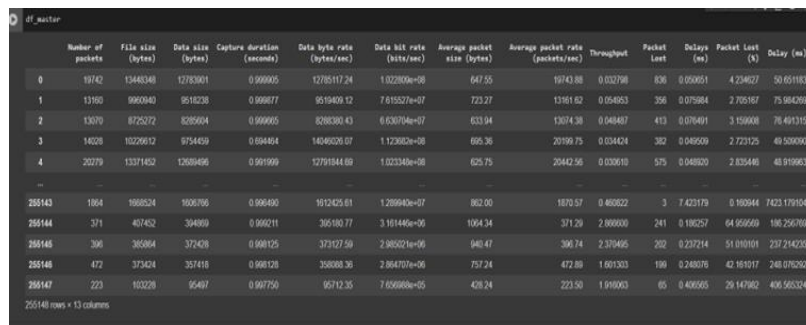 df_master
Number of packets File size (bytes) Data size (bytes) Capture duration (seconds) Data byte rate (bytes/sec) Data bit rate (bits/sec) Average packet size (bytes) Average packet rate (packets/sec) Throughput Packet Lost Delays (ms) Packet Lost (%) Delay (ms)
0 19742 13448348 12783901 0.999905 12785117.24 1.022809e+08 647.55 19743.88 0.032798 836 0.050651 4.234627 50.651183
1 13160 9960940 9518238 0.999877 9519409.12 7.615527e+07 723.27 13161.62 0.054953 356 0.075984 2.705167 75.984269
2 13070 8725272 8285604 0.999665 8288380.43 6.630704e+07 633.94 13074.38 0.048487 413 0.076491 3.159908 76.491315
3 14028 10226612 9754459 0.694464 14046026.07 1.123682e+08 695.36 20199.75 0.034424 382 0.049509 2.723125 49.509090
4 20279 13371452 12689496 0.991999 12791844.69 1.023348e+08 625.75 20442.56 0.030610 575 0.048920 2.835446 48.919963
... ... ... ... ... ... ... ... ... ... ... ... ... ...
255143 1864 1668524 1606766 0.996490 1612425.61 1.289940e+07 862.00 1870.57 0.460822 3 7.423179 0.160944 7423.179104
255144 371 407452 394869 0.999211 395180.77 3.161446e+06 1064.34 371.29 2.866600 241 0.186257 64.959569 186.256769
255145 396 385864 372428 0.998125 373127.59 2.985021e+06 940.47 396.74 2.370495 202 0.237214 51.010101 237.214235
255146 472 373424 357418 0.998128 358088.36 2.864707e+06 757.24 472.89 1.601303 199 0.248076 42.161017 248.076292
255147 223 103228 95497 0.997750 95712.35 7.656988e+05 428.24 223.50 1.916063 65 0.406565 29.147982 406.565324
255148 rows × 13 columns